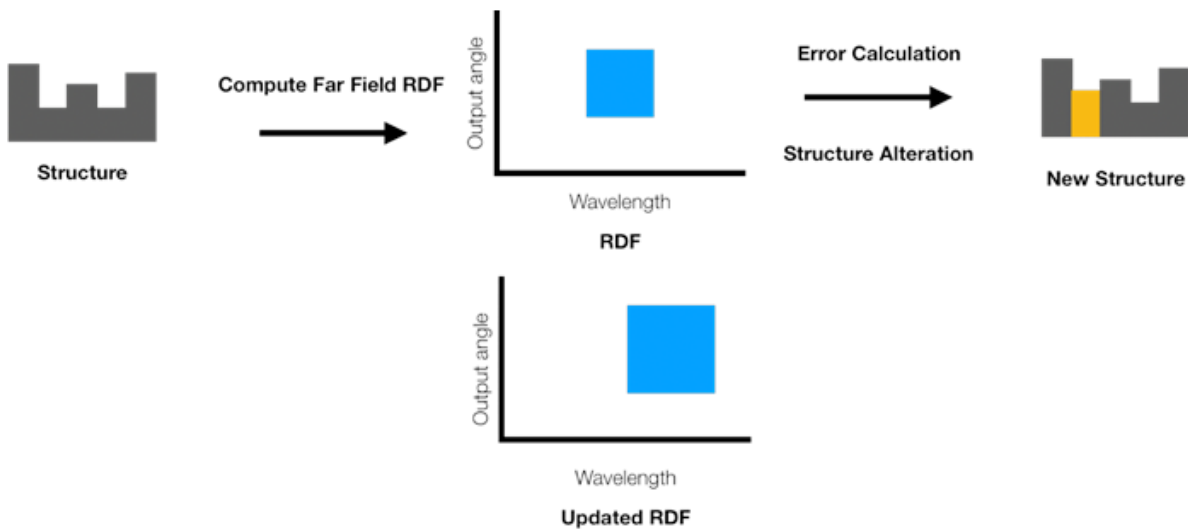 Structure
Compute Far Field RDF
Output angle
Wavelength
RDF
Error Calculation
Structure Alteration
New Structure
Output angle
Wavelength
Updated RDF